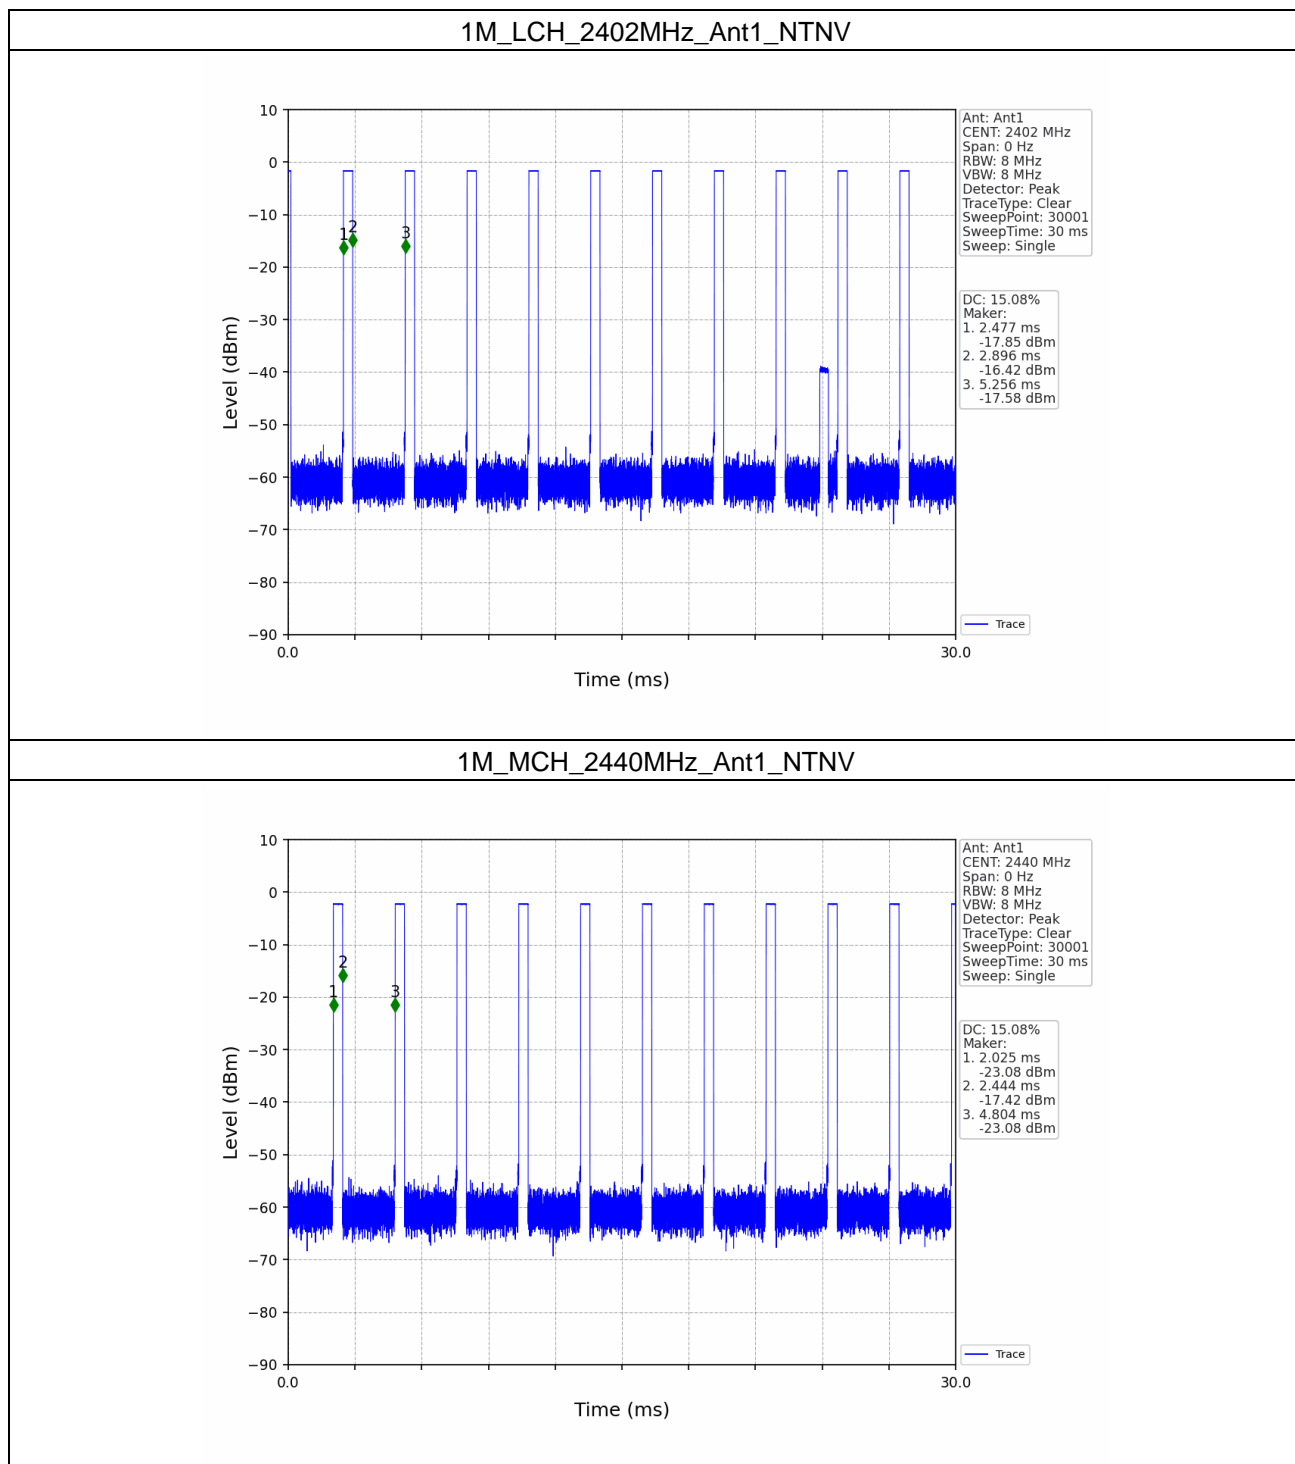 1M_LCH_2402MHz_Ant1_NTNV
10
0
−10
−20
−30
−40
−50
−60
−70
−80
−90
Level (dBm)
1
2
3
0.0
30.0
Time (ms)
Ant: Ant1
CENT: 2402 MHz
Span: 0 Hz
RBW: 8 MHz
VBW: 8 MHz
Detector: Peak
TraceType: Clear
SweepPoint: 30001
SweepTime: 30 ms
Sweep: Single
DC: 15.08%
Maker:
1. 2.477 ms
-17.85 dBm
2. 2.896 ms
-16.42 dBm
3. 5.256 ms
-17.58 dBm
Trace
1M_MCH_2440MHz_Ant1_NTNV
10
0
−10
−20
−30
−40
−50
−60
−70
−80
−90
Level (dBm)
1
2
3
0.0
30.0
Time (ms)
Ant: Ant1
CENT: 2440 MHz
Span: 0 Hz
RBW: 8 MHz
VBW: 8 MHz
Detector: Peak
TraceType: Clear
SweepPoint: 30001
SweepTime: 30 ms
Sweep: Single
DC: 15.08%
Maker:
1. 2.025 ms
-23.08 dBm
2. 2.444 ms
-17.42 dBm
3. 4.804 ms
-23.08 dBm
Trace